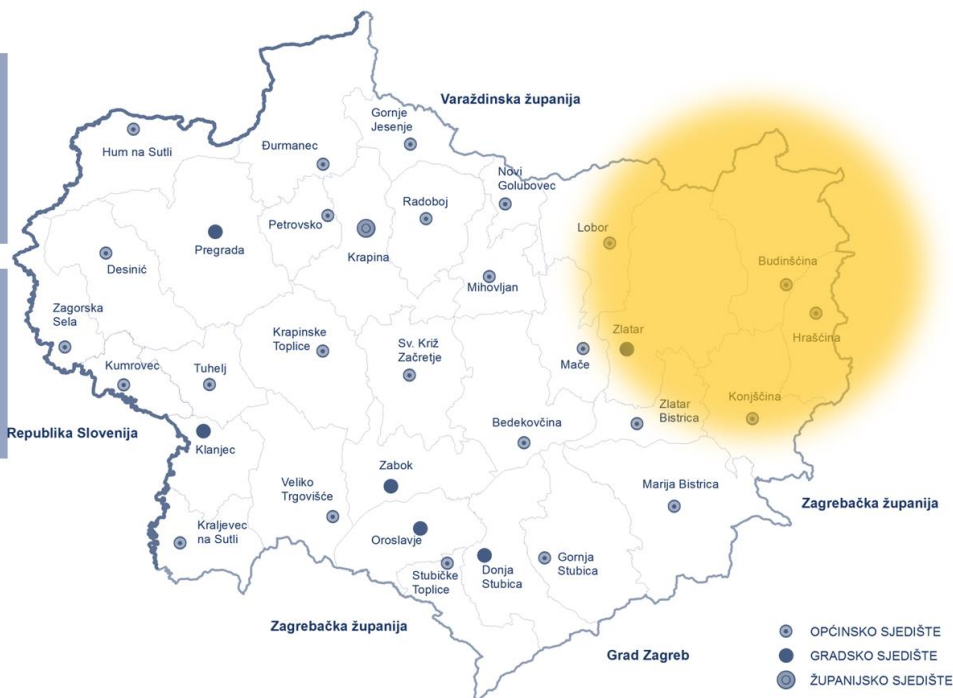 Varaždinska županija
Gornje
Jesenje
Hum na Sutli
Đurmanec
Novi
Golubovec
Radoboj
Petrovsko
Lobor
Pregrada
Krapina
Budinšćina
Desinić
Mihovljan
Zagorska
Sela
Krapinske
Toplice
Sv. Križ
Začretje
Zlatar
Hrašćina
Kumrovec
Tuhelj
Mače
Konjščina
Zlatar
Bistrica
Bedekovčina
Republika Slovenija
Klanjec
Zabok
Veliko
Trgovišće
Marija Bistrica
Zagrebačka županija
Kraljevec
na Sutli
Oroslavje
Gornja
Stubica
Stubičke
Toplice
Donja
Stubica
Zagrebačka županija
Grad Zagreb
OPĆINSKO SJEDIŠTE
GRADSKO SJEDIŠTE
ŽUPANIJSKO SJEDIŠTE